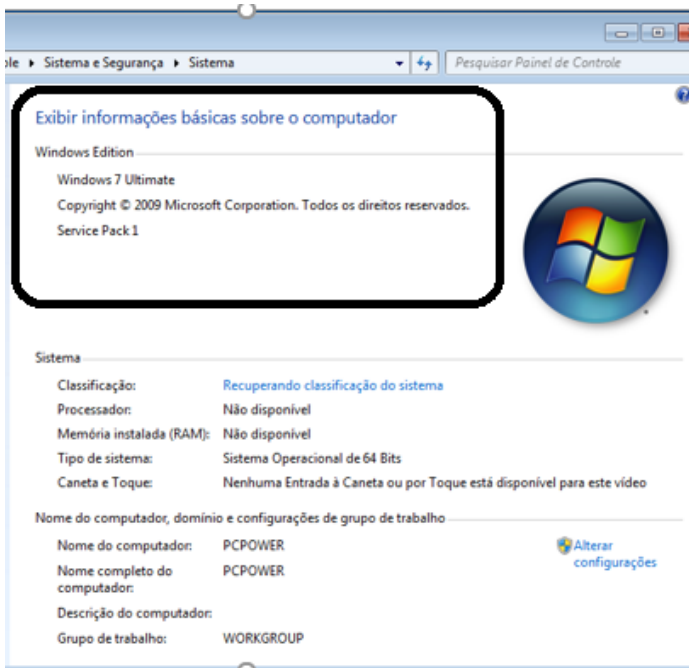 Sistema e Segurança Sistema Pesquisar Painel de Controle
Exibir informações básicas sobre o computador
Windows Edition
Windows 7 Ultimate
Copyright © 2009 Microsoft Corporation. Todos os direitos reservados.
Service Pack 1
Sistema
Classificação: Recuperando classificação do sistema
Processador: Não disponível
Memória instalada (RAM): Não disponível
Tipo de sistema: Sistema Operacional de 64 Bits
Caneta e Toque: Nenhuma Entrada à Caneta ou por Toque está disponível para este vídeo
Nome do computador, domínio e configurações de grupo de trabalho
Nome do computador: PCPOWER Alterar
configurações
Nome completo do PCPOWER
computador:
Descrição do computador:
Grupo de trabalho: WORKGROUP